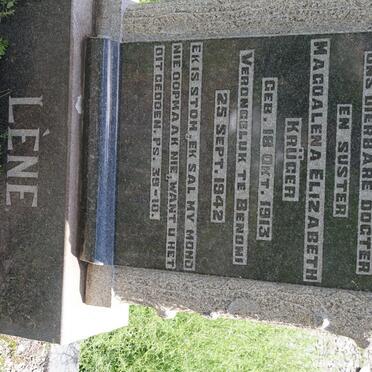 ONS DIERBARE DOGTER
EN SUSTER
MAGDALENA ELIZABETH
KRÜGER
GEB. 18 OKT. 1913
VERONGELUK TE BENONI
25 SEPT. 1942
EK IS STOM, EK SAL MY MOND
NIE OOPMAAK NIE, WANT U HET
DIT GEDOEN. PS. 39-10.
LÈNE